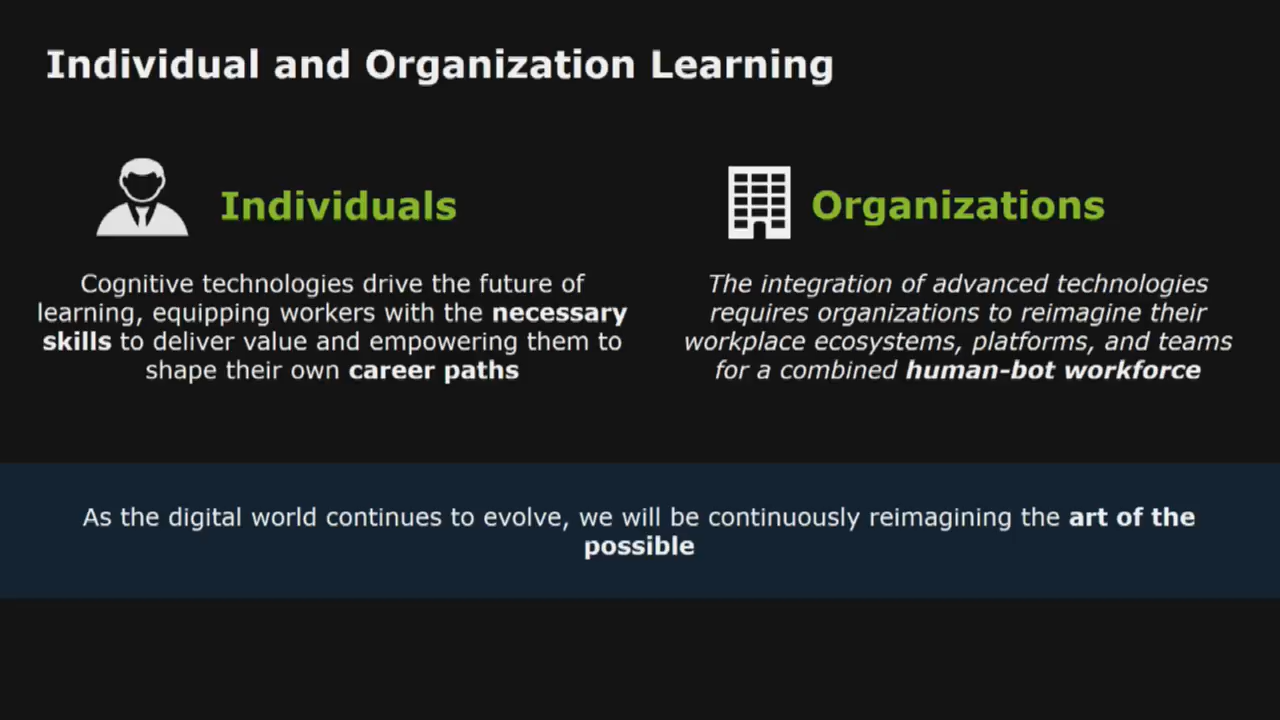 Individual and Organization Learning
Individuals
Cognitive technologies drive the future of
learning, equipping workers with the necessary
skills to deliver value and empowering them to
shape their own career paths
Organizations
The integration of advanced technologies
requires organizations to reimagine their
workplace ecosystems, platforms, and teams
for a combined human-bot workforce
As the digital world continues to evolve, we will be continuously reimagining the art of the
possible